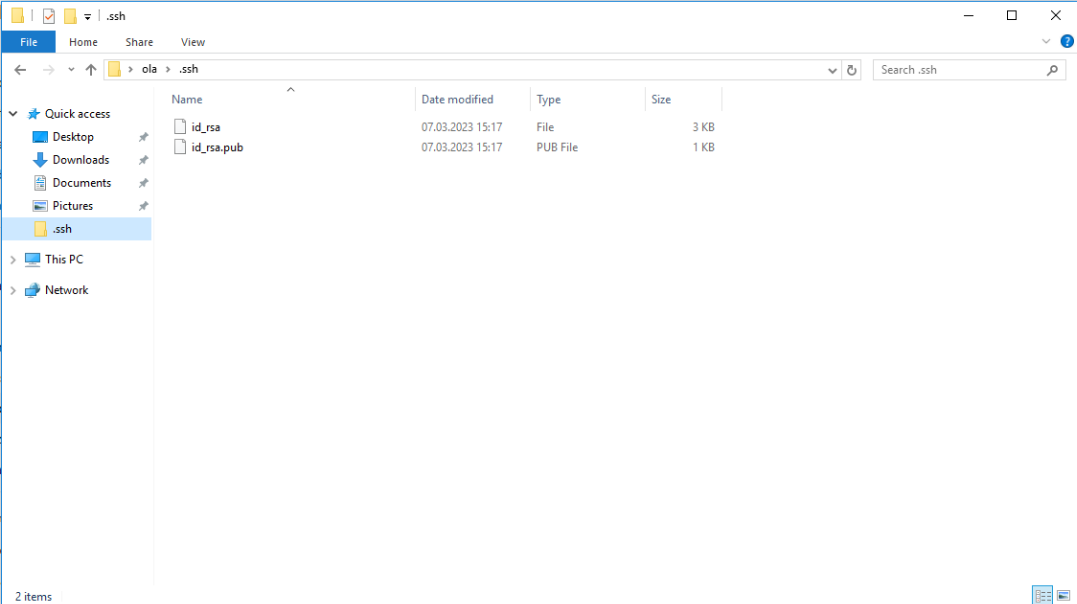 .ssh
File Home Share View
ola .ssh Search .ssh
Name Date modified Type Size
Quick access
Desktop
Downloads
Documents
Pictures
.ssh
This PC
Network
id_rsa 07.03.2023 15:17 File 3 KB
id_rsa.pub 07.03.2023 15:17 PUB File 1 KB
2 items